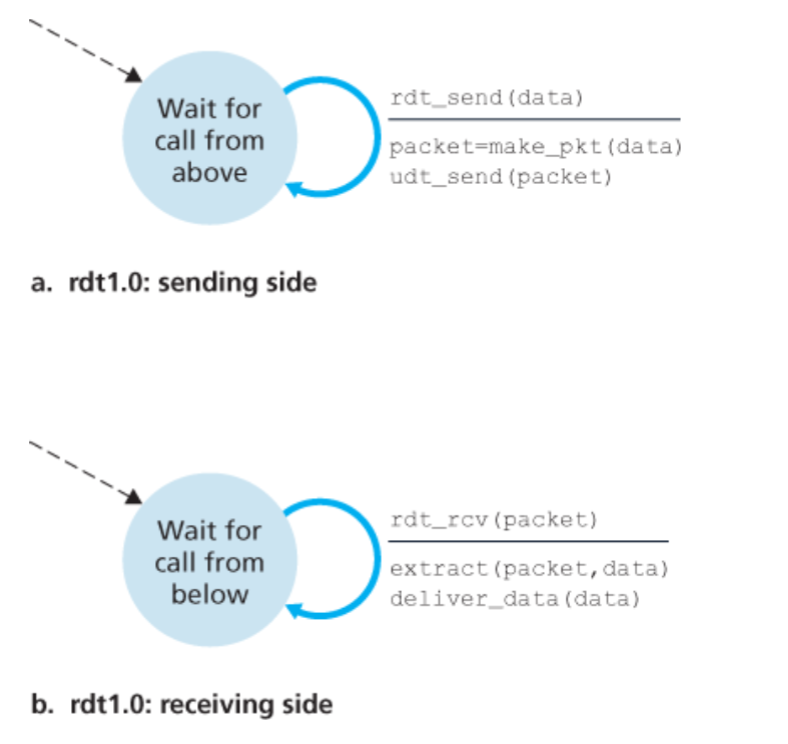 Wait for
call from
above
rdt_send(data)
packet=make_pkt(data)
udt_send(packet)
a. rdt1.0: sending side
Wait for
call from
below
rdt_rcv(packet)
extract(packet,data)
deliver_data(data)
b. rdt1.0: receiving side